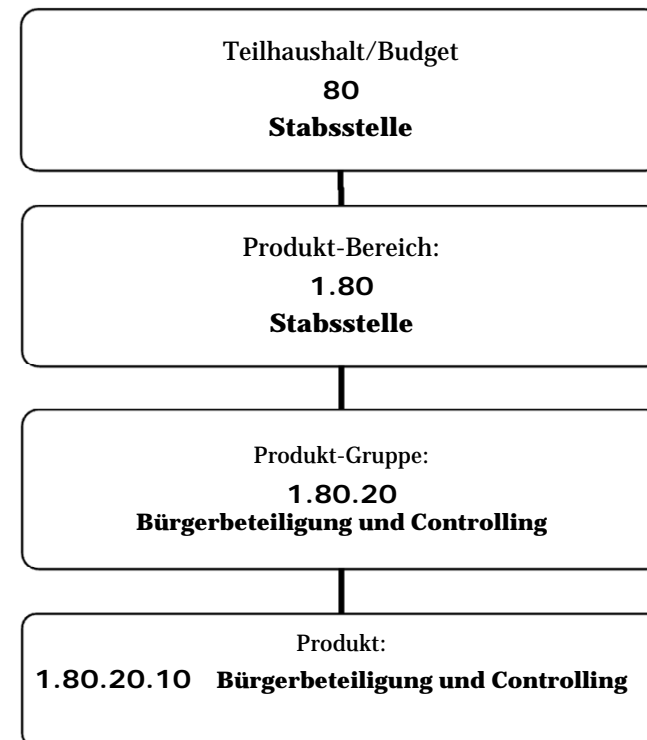 Teilhaushalt/Budget
80
Stabsstelle
Produkt-Bereich:
1.80
Stabsstelle
Produkt-Gruppe:
1.80.20
Bürgerbeteiligung und Controlling
Produkt:
1.80.20.10 Bürgerbeteiligung und Controlling